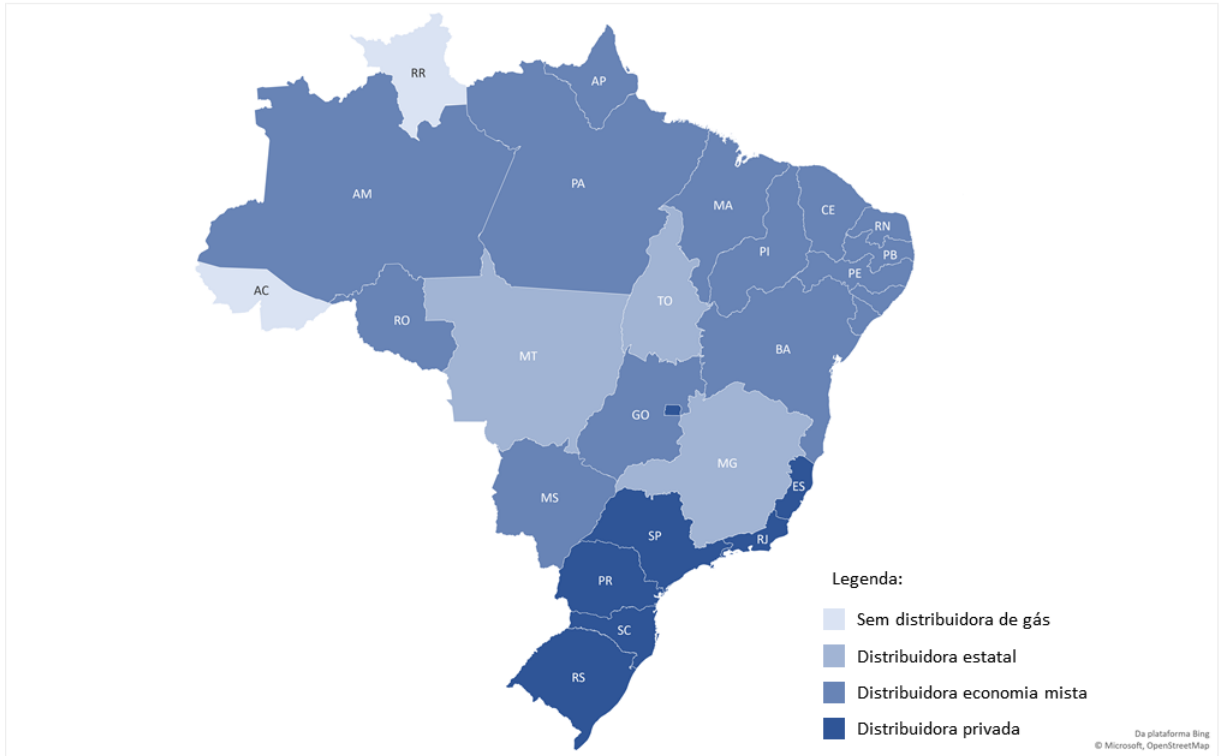 RR
AP
AM
PA
MA
CE
RN
PB
PI
PE
AC
TO
RO
BA
MT
GO
MG
ES
MS
SP
RJ
PR
SC
RS
Legenda:
Sem distribuidora de gás
Distribuidora estatal
Distribuidora economia mista
Distribuidora privada
Da plataforma Bing
© Microsoft, OpenStreetMap